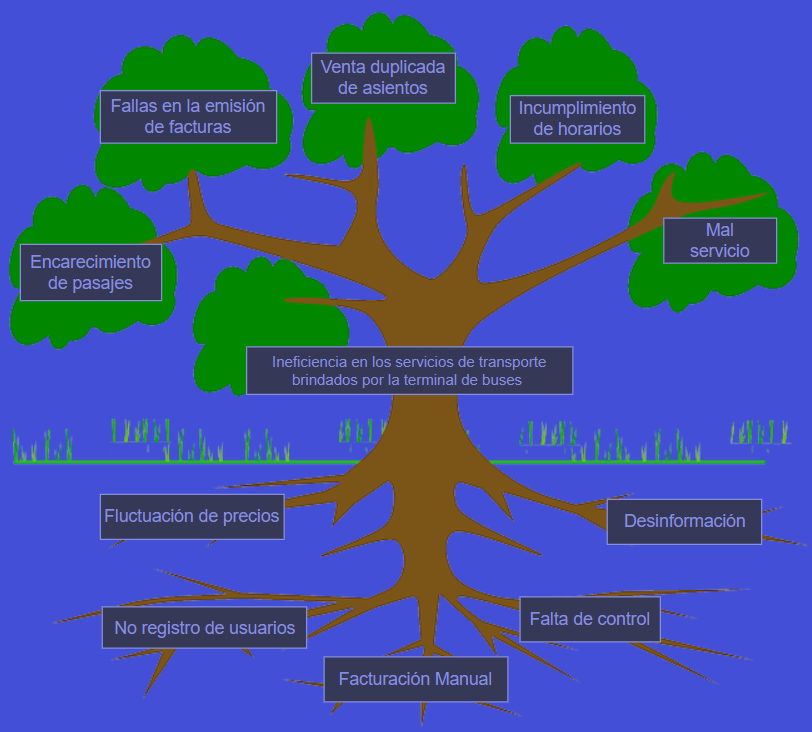 Venta duplicada
de asientos
Fallas en la emisión
de facturas
Incumplimiento
de horarios
Mal
servicio
Encarecimiento
de pasajes
Ineficiencia en los servicios de transporte
brindados por la terminal de buses
Fluctuación de precios
Desinformación
No registro de usuarios
Falta de control
Facturación Manual